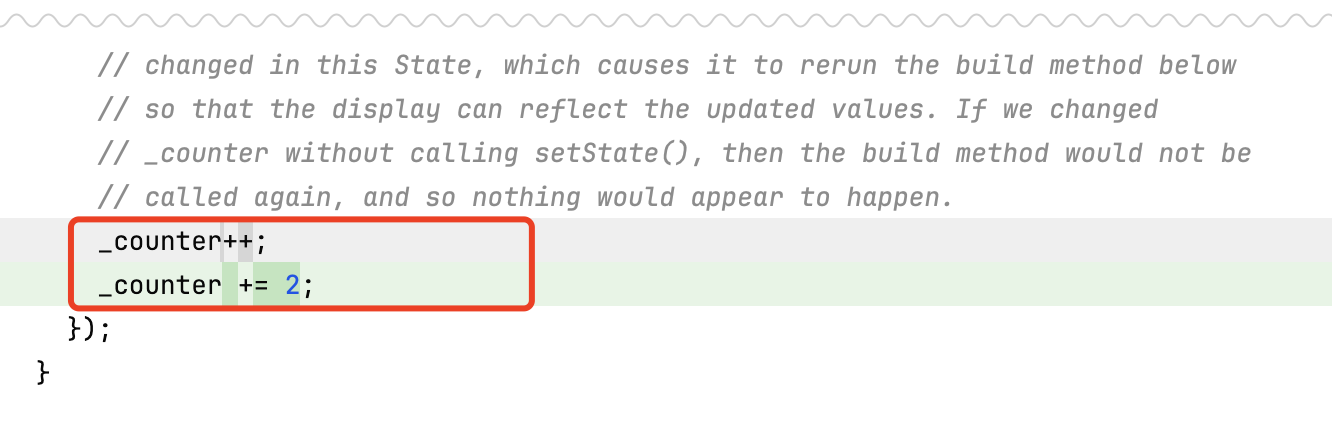 // changed in this State, which causes it to rerun the build method below
// so that the display can reflect the updated values. If we changed
// _counter without calling setState(), then the build method would not be
// called again, and so nothing would appear to happen.
_counter++;
_counter += 2;
});
}